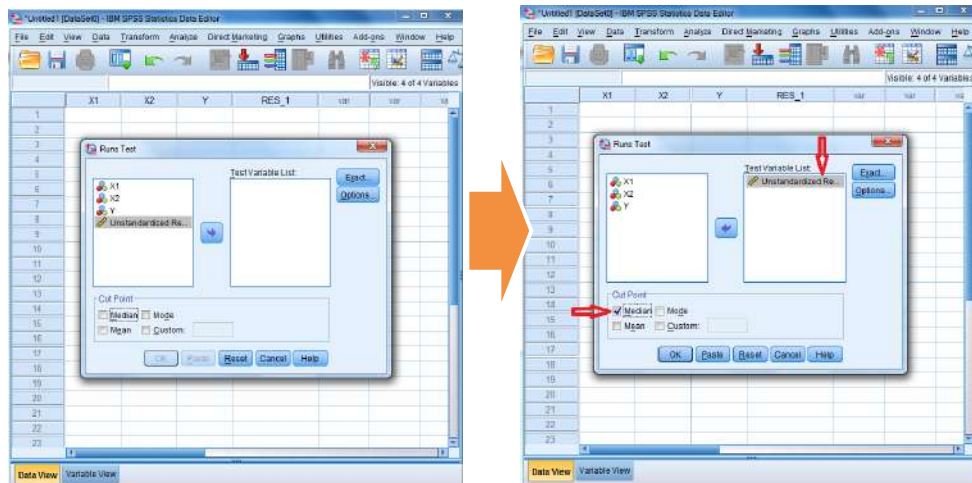 *Untitled1 [DataSet0] - IBM SPSS Statistics Data Editor
File Edit View Data Transform Analyze Direct Marketing Graphs Utilities Add-ons Window Help
Visible: 4 of 4 Variables
X1 X2 Y RES_1 var var va
1
2
3
4
5
6
7
8
9
10
11
12
13
14
15
16
17
18
19
20
21
22
23
Runs Test
Test Variable List:
X1
X2
Y
Unstandardized Re...
Exact...
Options...
Cut Point
Median Mode
Mean Custom:
OK Paste Reset Cancel Help
Data View Variable View
*Untitled1 [DataSet0] - IBM SPSS Statistics Data Editor
File Edit View Data Transform Analyze Direct Marketing Graphs Utilities Add-ons Window Help
Visible: 4 of 4 Variables
X1 X2 Y RES_1 var var va
1
2
3
4
5
6
7
8
9
10
11
12
13
14
15
16
17
18
19
20
21
22
23
Runs Test
Test Variable List:
X1
X2
Y
Unstandardized Re...
Exact...
Options...
Cut Point
Median Mode
Mean Custom:
OK Paste Reset Cancel Help
Data View Variable View